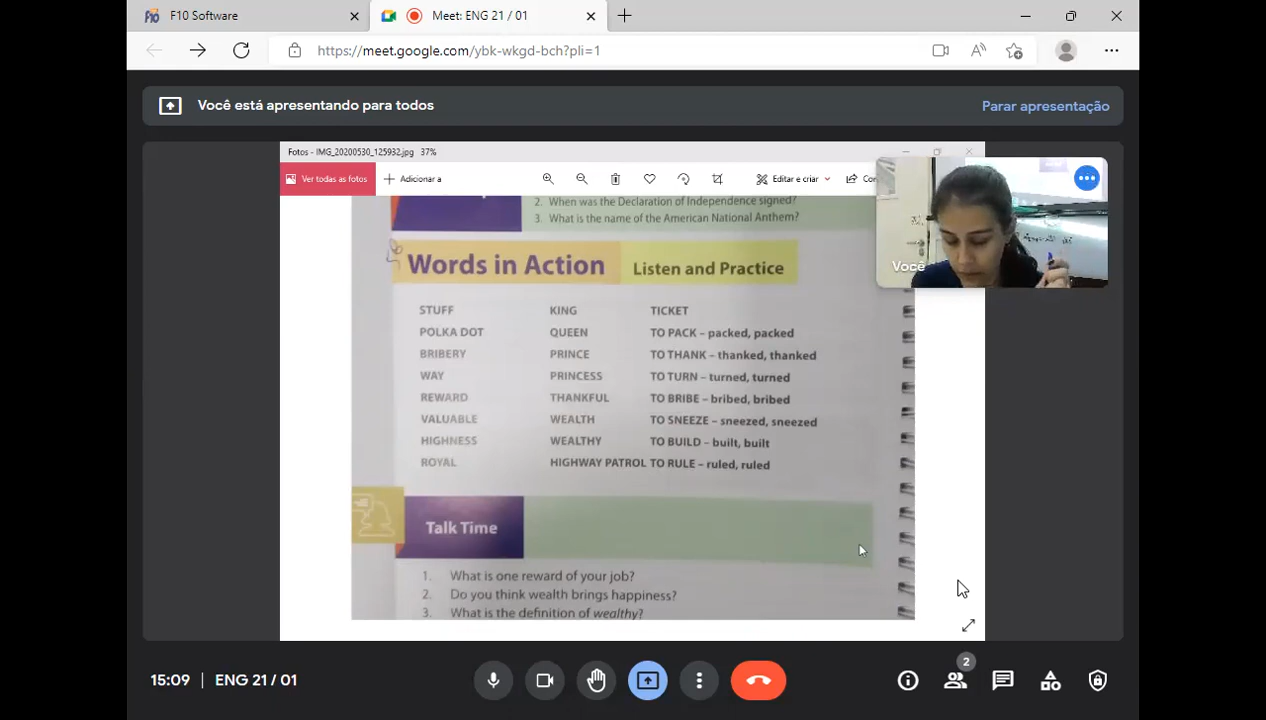 F10 Software
Meet: ENG 21 / 01
https://meet.google.com/ybk-wkgd-bch?pli=1
Você está apresentando para todos
Parar apresentação
Fotos - IMG_20200530_125932.jpg 37%
Ver todas as fotos
Adicionar a
Editar e criar
2. When was the Declaration of Independence signed?
3. What is the name of the American National Anthem?
Você
Words in Action Listen and Practice
STUFF KING TICKET
POLKA DOT QUEEN TO PACK – packed, packed
BRIBERY PRINCE TO THANK – thanked, thanked
WAY PRINCESS TO TURN – turned, turned
REWARD THANKFUL TO BRIBE – bribed, bribed
VALUABLE WEALTH TO SNEEZE – sneezed, sneezed
HIGHNESS WEALTHY TO BUILD – built, built
ROYAL HIGHWAY PATROL TO RULE – ruled, ruled
Talk Time
1. What is one reward of your job?
2. Do you think wealth brings happiness?
3. What is the definition of wealthy?
15:09 ENG 21 / 01
2